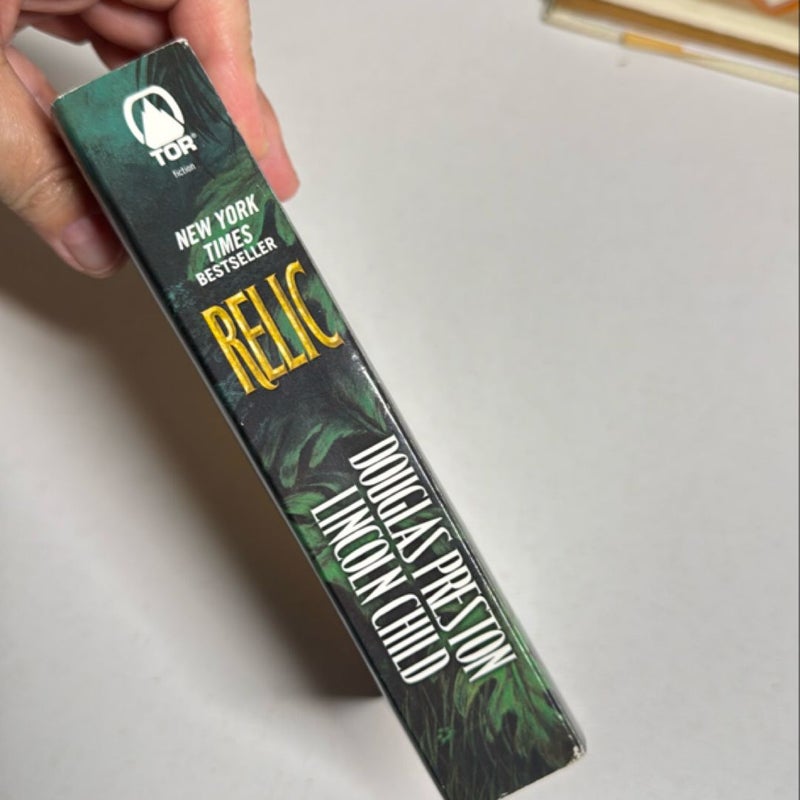 TOR®
fiction
NEW YORK
TIMES
BESTSELLER
RELIC
DOUGLAS PRESTON
LINCOLN CHILD